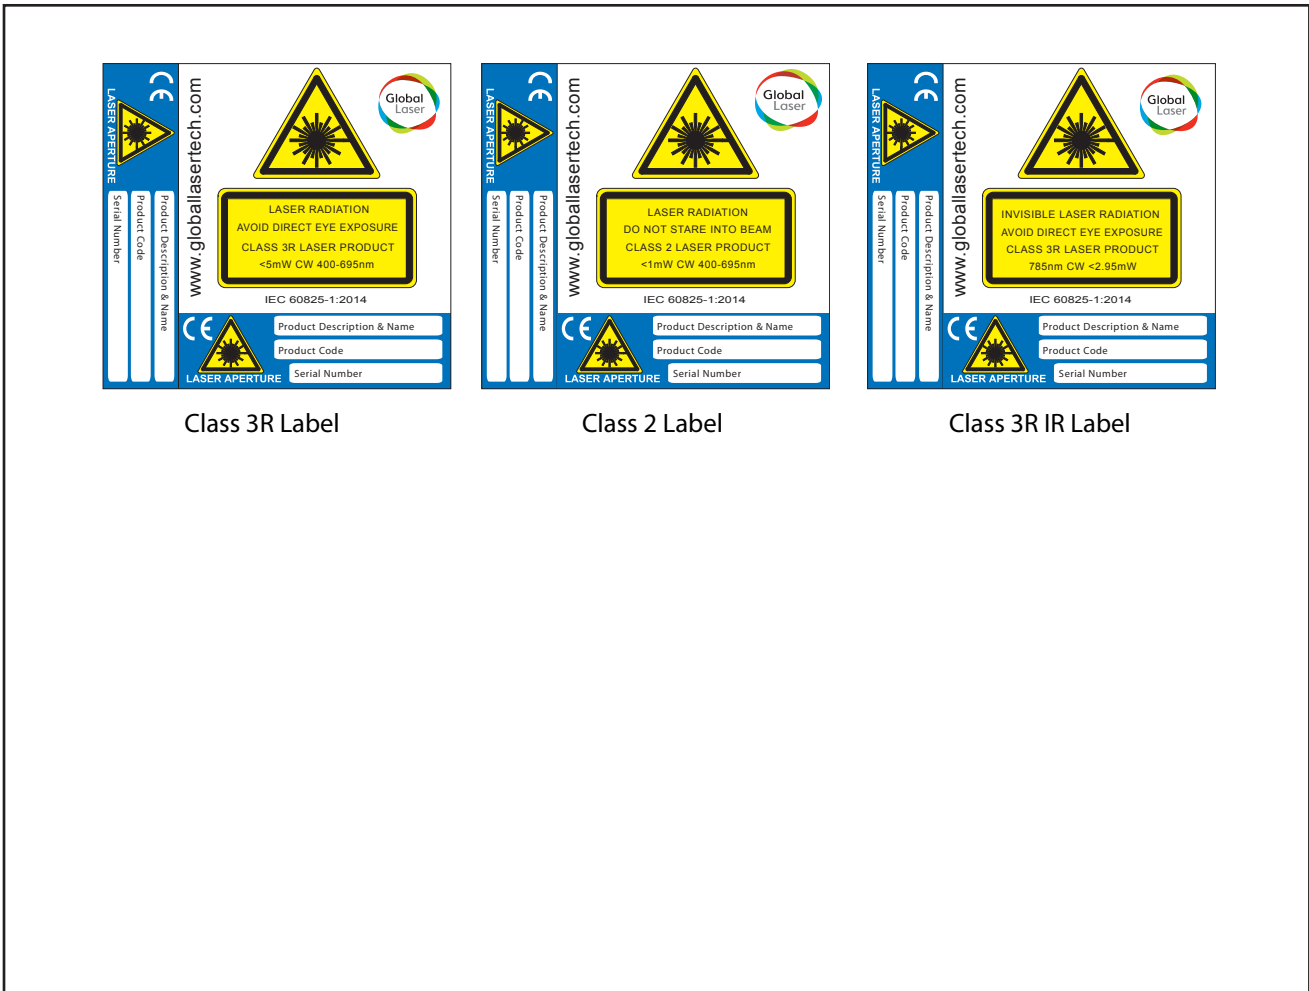 CE
LASER APERTURE
Serial Number
Product Code
Product Description & Name
www.globallasertech.com
Global
Laser
LASER RADIATION
AVOID DIRECT EYE EXPOSURE
CLASS 3R LASER PRODUCT
<5mW CW 400-695nm
IEC 60825-1:2014
CE
LASER APERTURE
Product Description & Name
Product Code
Serial Number
Class 3R Label
CE
LASER APERTURE
Serial Number
Product Code
Product Description & Name
www.globallasertech.com
Global
Laser
LASER RADIATION
DO NOT STARE INTO BEAM
CLASS 2 LASER PRODUCT
<1mW CW 400-695nm
IEC 60825-1:2014
CE
LASER APERTURE
Product Description & Name
Product Code
Serial Number
Class 2 Label
CE
LASER APERTURE
Serial Number
Product Code
Product Description & Name
www.globallasertech.com
Global
Laser
INVISIBLE LASER RADIATION
AVOID DIRECT EYE EXPOSURE
CLASS 3R LASER PRODUCT
785nm CW <2.95mW
IEC 60825-1:2014
CE
LASER APERTURE
Product Description & Name
Product Code
Serial Number
Class 3R IR Label